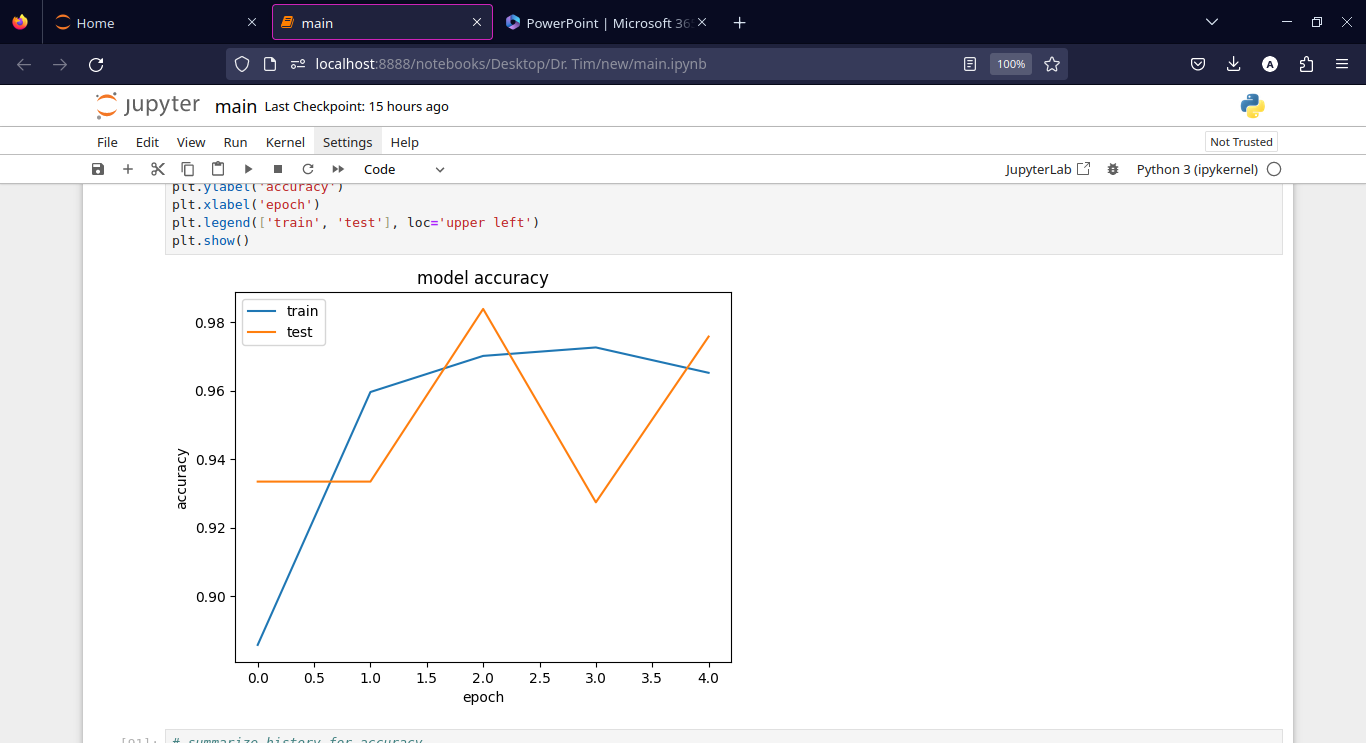 Home
main
PowerPoint | Microsoft 36
localhost:8888/notebooks/Desktop/Dr. Tim/new/main.ipynb
100%
jupyter main Last Checkpoint: 15 hours ago
File Edit View Run Kernel Settings Help
Not Trusted
Code
JupyterLab
Python 3 (ipykernel)
plt.ylabel('accuracy')
plt.xlabel('epoch')
plt.legend(['train', 'test'], loc='upper left')
plt.show()
model accuracy
train
test
0.98
0.96
0.94
0.92
0.90
accuracy
0.0 0.5 1.0 1.5 2.0 2.5 3.0 3.5 4.0
epoch
[91]: # summarize history for accuracy